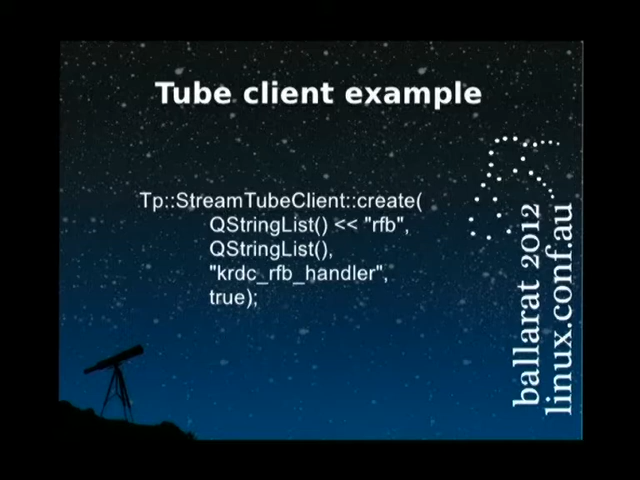 Tube client example
Tp::StreamTubeClient::create(
QStringList() << "rfb",
QStringList(),
"krdc_rfb_handler",
true);
ballarat 2012
linux.conf.au